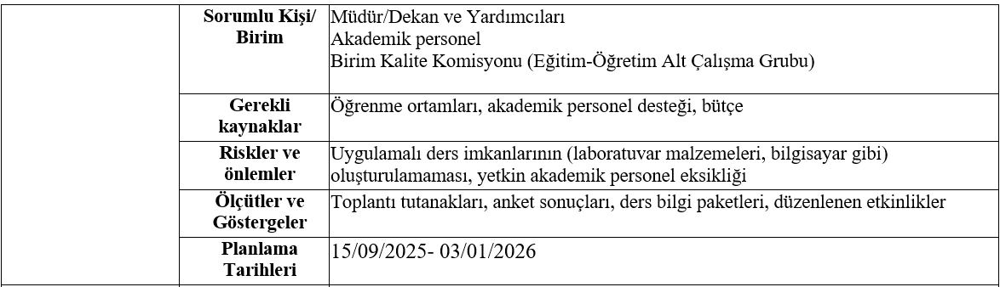 Sorumlu Kişi/
Birim
Müdür/Dekan ve Yardımcıları
Akademik personel
Birim Kalite Komisyonu (Eğitim-Öğretim Alt Çalışma Grubu)
Gerekli
kaynaklar
Öğrenme ortamları, akademik personel desteği, bütçe
Riskler ve
önlemler
Uygulamalı ders imkanlarının (laboratuvar malzemeleri, bilgisayar gibi)
oluşturulamaması, yetkin akademik personel eksikliği
Ölçütler ve
Göstergeler
Toplantı tutanakları, anket sonuçları, ders bilgi paketleri, düzenlenen etkinlikler
Planlama
Tarihleri
15/09/2025- 03/01/2026